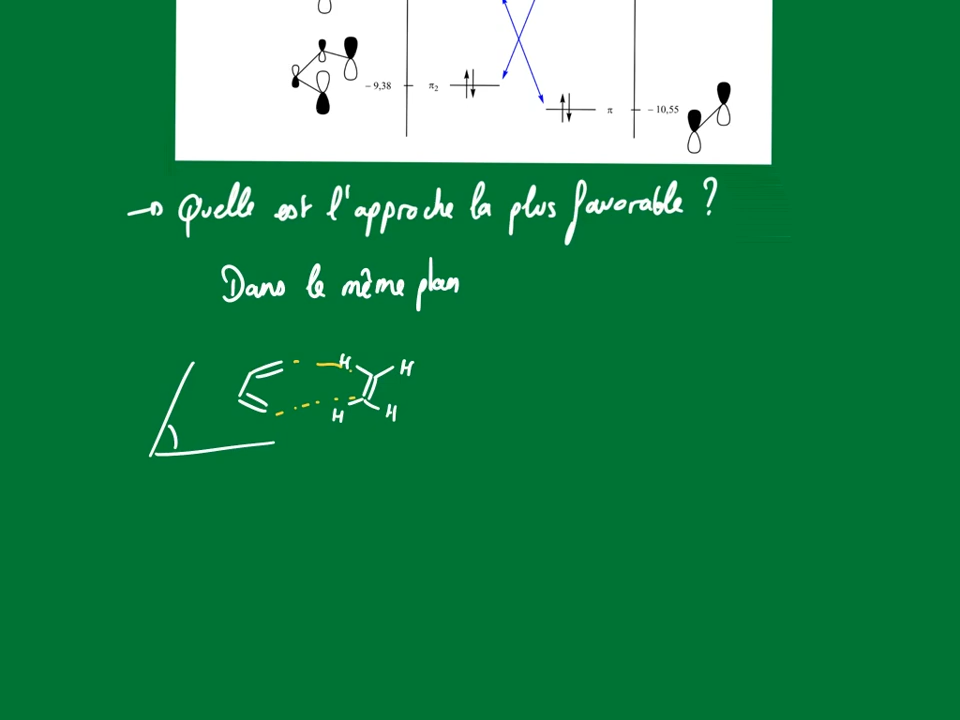 − 9,38 π2
π − 10,55
→ Quelle est l'approche la plus favorable ?
Dans le même plan
H H
H H